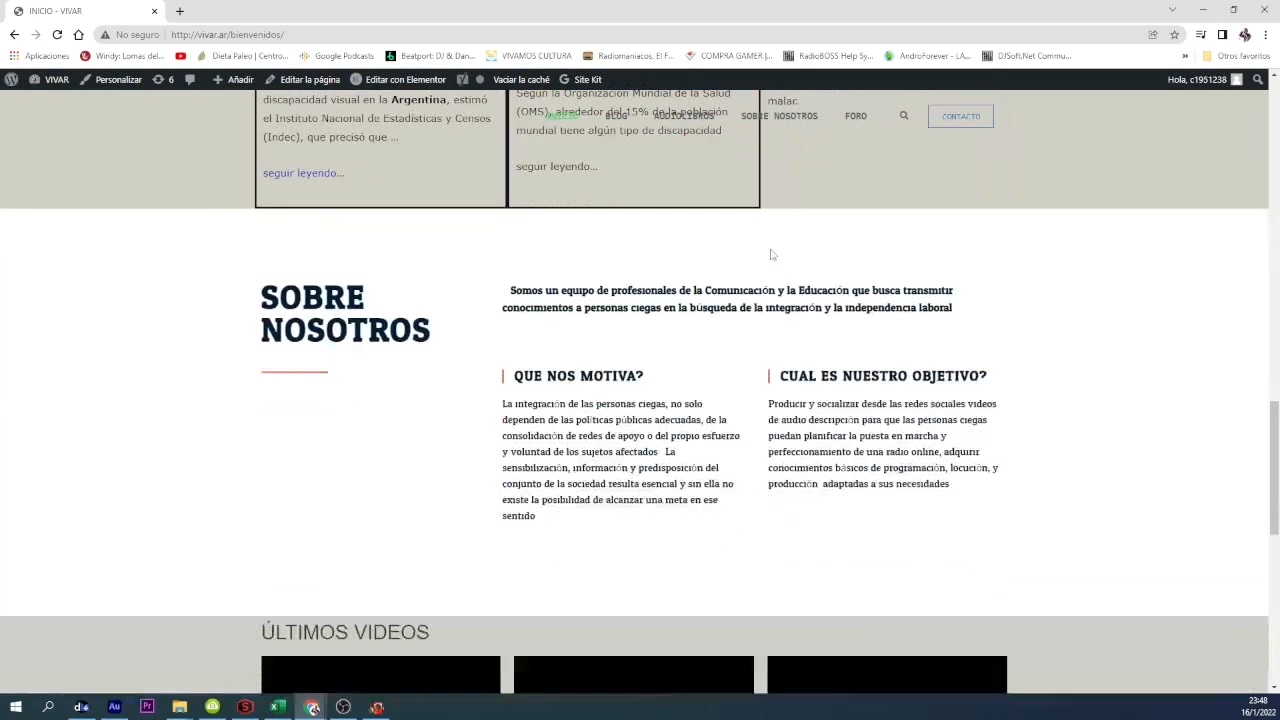 INICIO - VIVAR
No seguro
http://vivar.ar/bienvenidos/
Aplicaciones
Windy: Lomas del...
Dieta Paleo | Centro...
Google Podcasts
Beatport: DJ & Dan...
VIVAMOS CULTURA
Radiomaniacos, El F...
COMPRA GAMER |...
RadioBOSS Help Sy...
AndroForever - LA...
DJSoft.Net Commu...
Otros favoritos
VIVAR
Personalizar
6
Añadir
Editar la página
Editar con Elementor
Vaciar la caché
Site Kit
Hola, c1951238
INICIO
BLOG
AUDIOLIBROS
SOBRE NOSOTROS
FORO
CONTACTO
discapacidad visual en la Argentina, estimó
el Instituto Nacional de Estadísticas y Censos
(Indec), que precisó que ...
seguir leyendo...
Según la Organización Mundial de la Salud
(OMS), alrededor del 15% de la población
mundial tiene algún tipo de discapacidad
seguir leyendo...
malar.
SOBRE
NOSOTROS
Somos un equipo de profesionales de la Comunicación y la Educación que busca transmitir
conocimientos a personas ciegas en la búsqueda de la integración y la independencia laboral
QUE NOS MOTIVA?
La integración de las personas ciegas, no solo
dependen de las políticas públicas adecuadas, de la
consolidación de redes de apoyo o del propio esfuerzo
y voluntad de los sujetos afectados La
sensibilización, información y predisposición del
conjunto de la sociedad resulta esencial y sin ella no
existe la posibilidad de alcanzar una meta en ese
sentido
CUAL ES NUESTRO OBJETIVO?
Producir y socializar desde las redes sociales videos
de audio descripción para que las personas ciegas
puedan planificar la puesta en marcha y
perfeccionamiento de una radio online, adquirir
conocimientos básicos de programación, locución, y
producción adaptadas a sus necesidades
ÚLTIMOS VIDEOS
23:48
16/1/2022